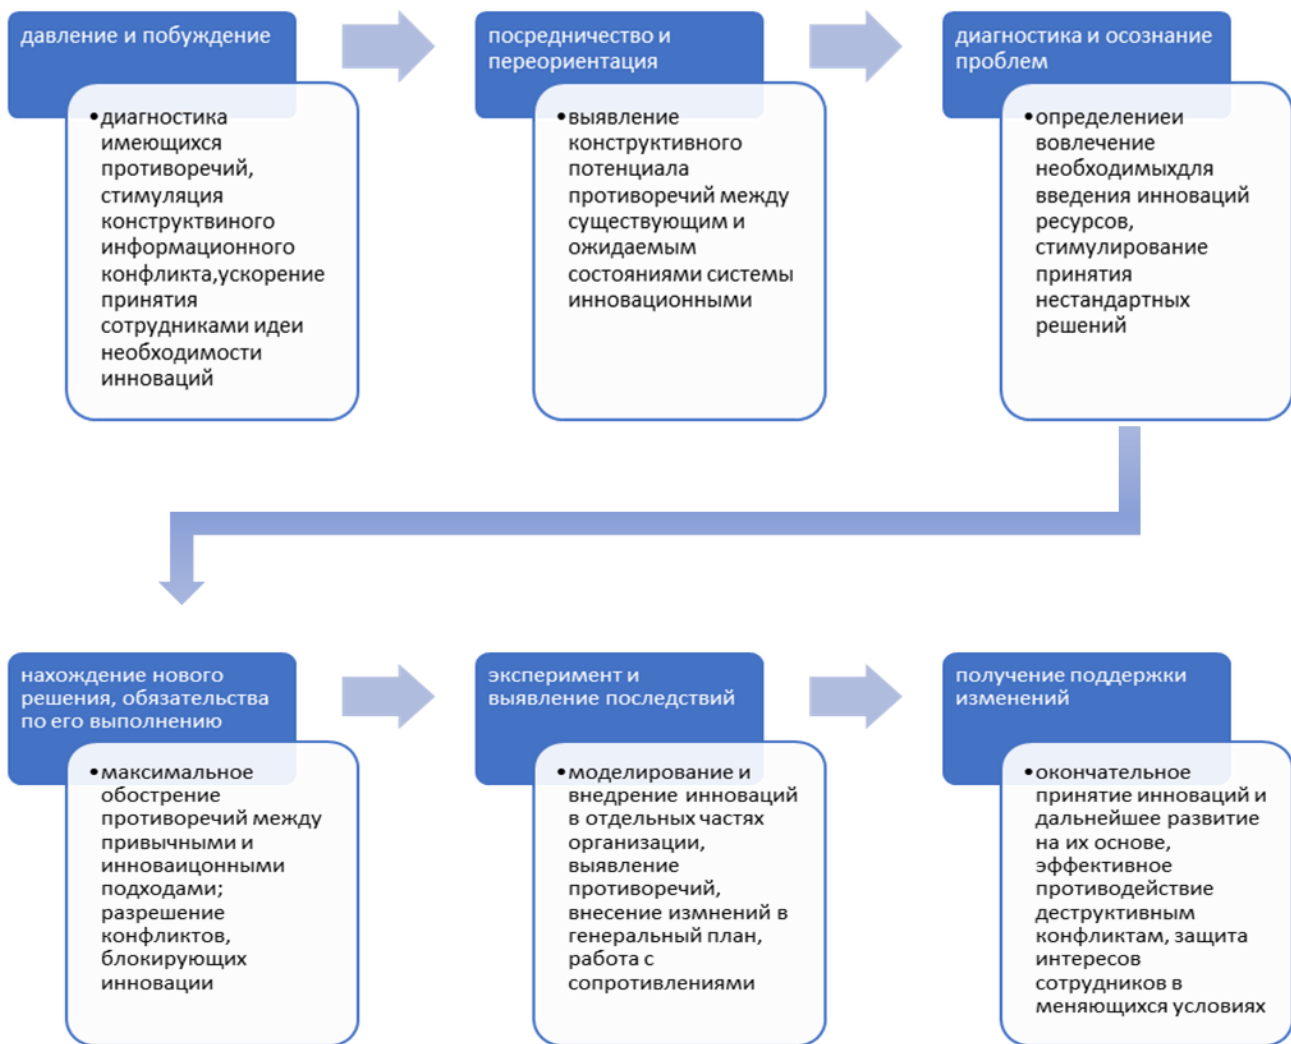 давление и побуждение
•диагностика
имеющихся
противоречий,
стимуляция
конструктвиного
информационного
конфликта,ускорение
принятия
сотрудниками идеи
необходимости
инноваций
посредничество и
переориентация
•выявление
конструктивного
потенциала
противоречий между
существующим и
ожидаемым
состояниями системы
инновационными
диагностика и осознание
проблем
•определениеи
вовлечение
необходимыхдля
введения инноваций
ресурсов,
стимулирование
принятия
нестандартных
решений
нахождение нового
решения, обязательства
по его выполнению
•максимальное
обострение
противоречий между
привычными и
инноваицонными
подходами;
разрешение
конфликтов,
блокирующих
инновации
эксперимент и
выявление последствий
•моделирование и
внедрение инноваций
в отдельных частях
организации,
выявление
противоречий,
внесение измнений в
генеральный план,
работа с
сопротивлениями
получение поддержки
изменений
•окончательное
принятие инноваций и
дальнейшее развитие
на их основе,
эффективное
противодействие
деструктивным
конфликтам, защита
интересов
сотрудников в
меняющихся условиях